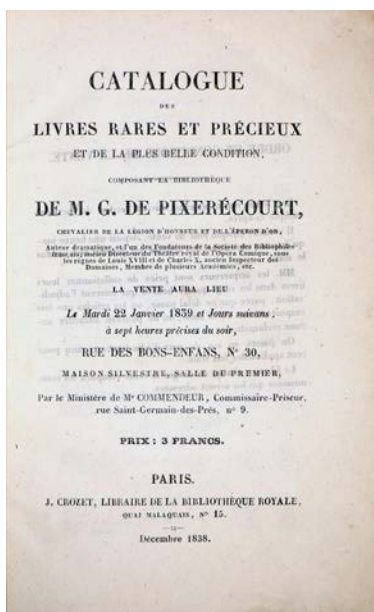 CATALOGUE
DES
LIVRES RARES ET PRÉCIEUX
ET DE LA PLUS BELLE CONDITION,
COMPOSANT LA BIBLIOTHÈQUE
DE M. G. DE PIXERÉCOURT,
CHEVALIER DE LA LÉGION D'HONNEUR ET DE L'ÉPERON D'OR,
Auteur dramatique, et l'un des Fondateurs de la Société des Bibliophiles
français; ancien Directeur du Théâtre royal de l'Opéra Comique, sous
les règnes de Louis XVIII et de Charles X, ancien Inspecteur des
Domaines, Membre de plusieurs Académies, etc.
LA VENTE AURA LIEU
Le Mardi 22 Janvier 1839 et Jours suivans,
à sept heures précises du soir,
RUE DES BONS-ENFANS, N° 30,
MAISON SILVESTRE, SALLE DU PREMIER,
Par le Ministère de Me COMMENDEUR, Commissaire-Priseur,
rue Saint-Germain-des-Prés, n° 9.
PRIX : 3 FRANCS.
PARIS.
J. CROZET, LIBRAIRE DE LA BIBLIOTHÈQUE ROYALE,
QUAI MALAQUAIS, N° 15.
Décembre 1838.